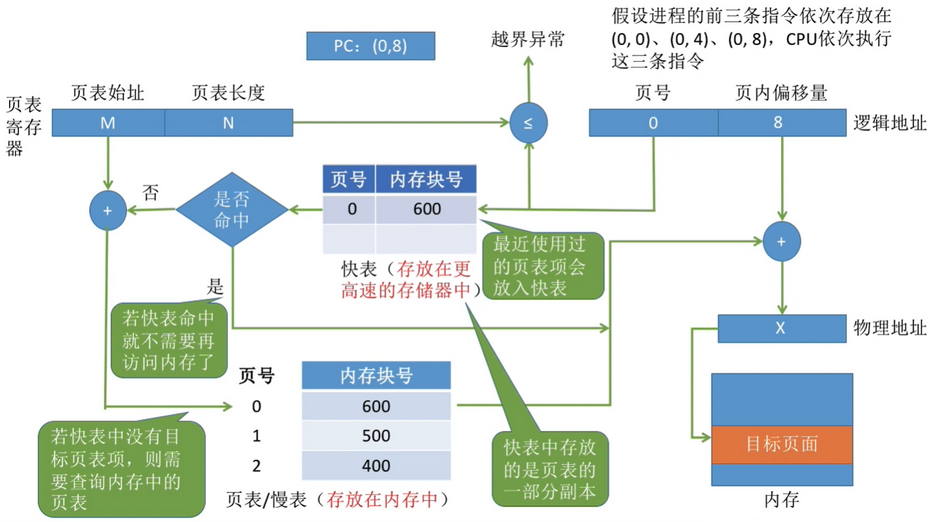 PC：(0,8)
越界异常
假设进程的前三条指令依次存放在
(0, 0)、(0, 4)、(0, 8)，CPU依次执行
这三条指令
页表
寄存
器
页表始址
页表长度
M
N
≤
页号
页内偏移量
0
8
逻辑地址
+
否
是否
命中
页号
内存块号
0
600
+
快表（存放在更
高速的存储器中）
最近使用过
的页表项会
放入快表
是
若快表命中
就不需要再
访问内存了
X
物理地址
页号
内存块号
0
600
1
500
2
400
页表/慢表（存放在内存中）
若快表中没有目
标页表项，则需
要查询内存中的
页表
快表中存放
的是页表的
一部分副本
目标页面
内存